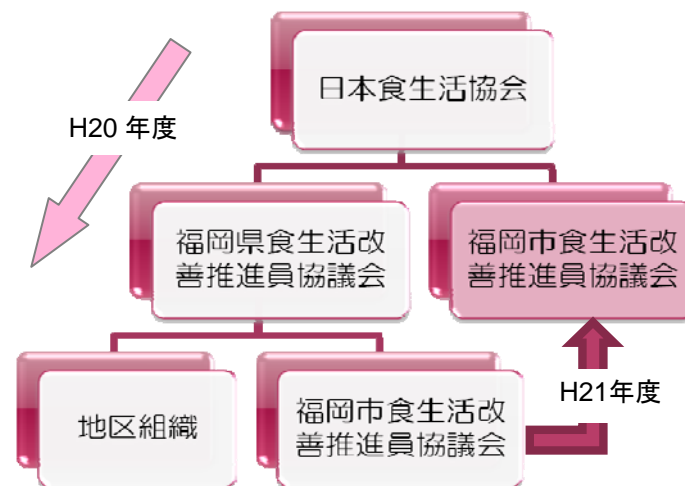 日本食生活協会
H20 年度
福岡県食生活改
善推進員協議会
福岡市食生活改
善推進員協議会
地区組織
福岡市食生活改
善推進員協議会
H21年度